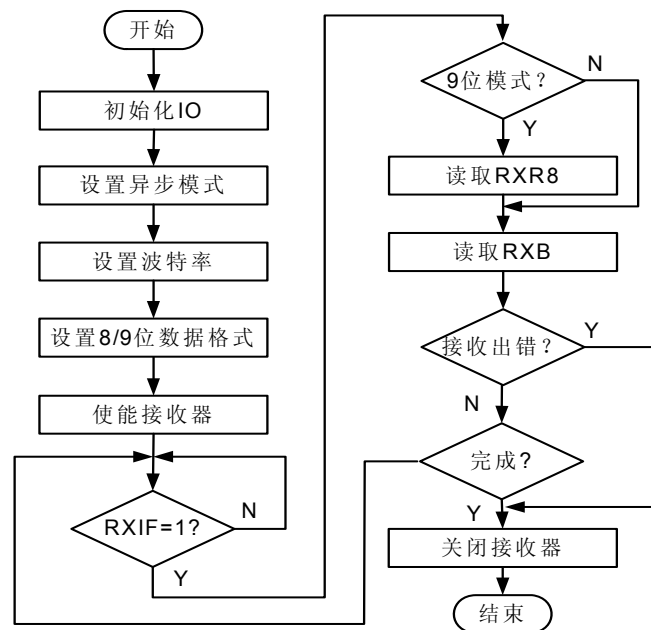 开始
初始化IO
设置异步模式
设置波特率
设置8/9位数据格式
使能接收器
RXIF=1?
N
Y
9位模式?
N
Y
读取RXR8
读取RXB
接收出错?
Y
N
完成?
Y
关闭接收器
结束